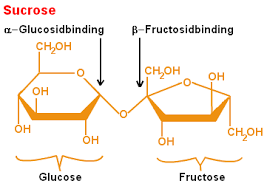 Sucrose
α-Glucosidbinding β-Fructosidbinding
CH₂OH
CH₂OH OH
O O
OH
OH O
OH OH CH₂OH
OH
Glucose Fructose